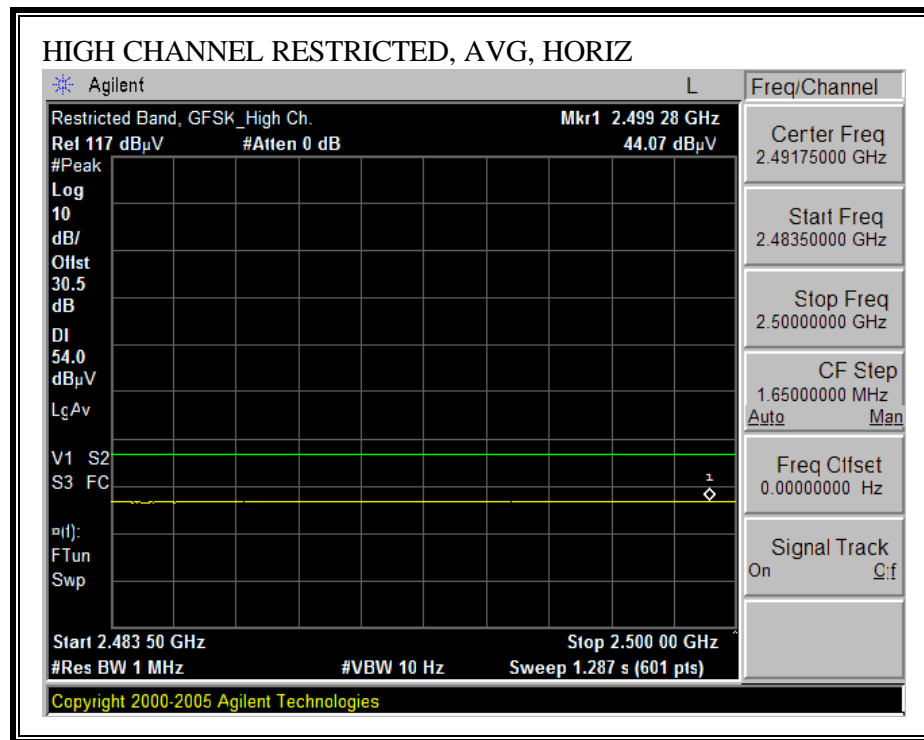 HIGH CHANNEL RESTRICTED, AVG, HORIZ
Agilent L
Restricted Band, GFSK_High Ch. Mkr1 2.499 28 GHz
Ref 117 dBµV #Atten 0 dB 44.07 dBµV
#Peak
Log
10
dB/
Offst
30.5
dB
DI
54.0
dBµV
LgAv
V1 S2
S3 FC
¤(f):
FTun
Swp
1
Start 2.483 50 GHz Stop 2.500 00 GHz
#Res BW 1 MHz #VBW 10 Hz Sweep 1.287 s (601 pts)
Copyright 2000-2005 Agilent Technologies
Freq/Channel
Center Freq
2.49175000 GHz
Start Freq
2.48350000 GHz
Stop Freq
2.50000000 GHz
CF Step
1.65000000 MHz
Auto Man
Freq Offset
0.00000000 Hz
Signal Track
On Off